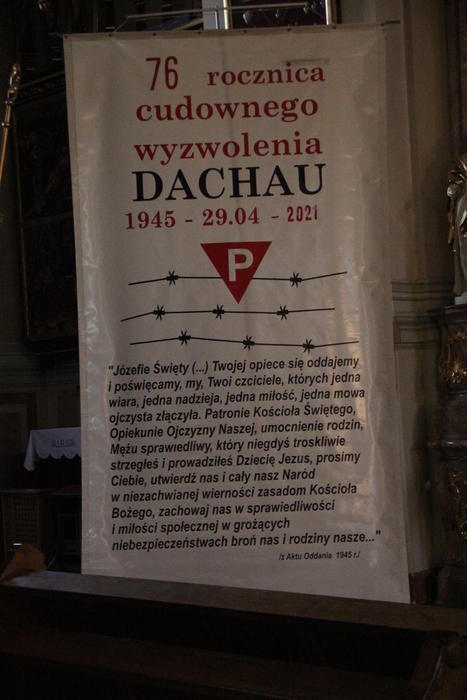 76 rocznica
cudownego
wyzwolenia
DACHAU
1945 - 29.04 - 2021
P
"Józefie Święty (...) Twojej opiece się oddajemy
i poświęcamy, my, Twoi czciciele, których jedna
wiara, jedna nadzieja, jedna miłość, jedna mowa
ojczysta złączyła. Patronie Kościoła Świętego,
Opiekunie Ojczyzny Naszej, umocnienie rodzin,
Mężu sprawiedliwy, który niegdyś troskliwie
strzegłeś i prowadziłeś Dziecię Jezus, prosimy
Ciebie, utwierdź nas i cały nasz Naród
w niezachwianej wierności zasadom Kościoła
Bożego, zachowaj nas w sprawiedliwości
i miłości społecznej w grożących
niebezpieczeństwach broń nas i rodziny nasze..."
/z Aktu Oddania 1945 r./